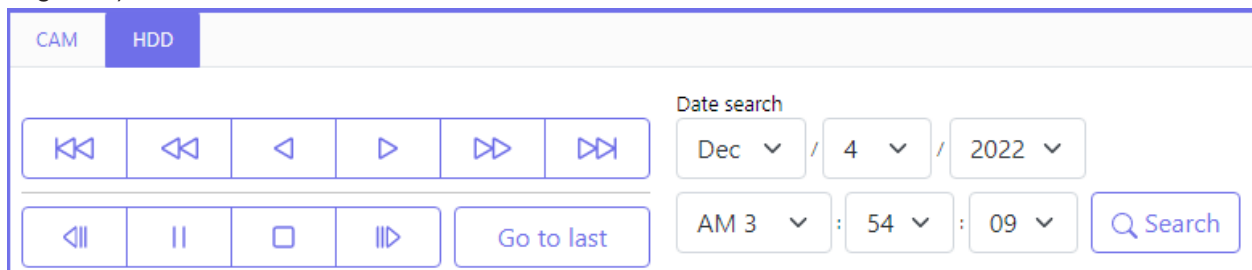 CAM HDD
Date search
Dec / 4 / 2022
AM 3 : 54 : 09 Search
Go to last